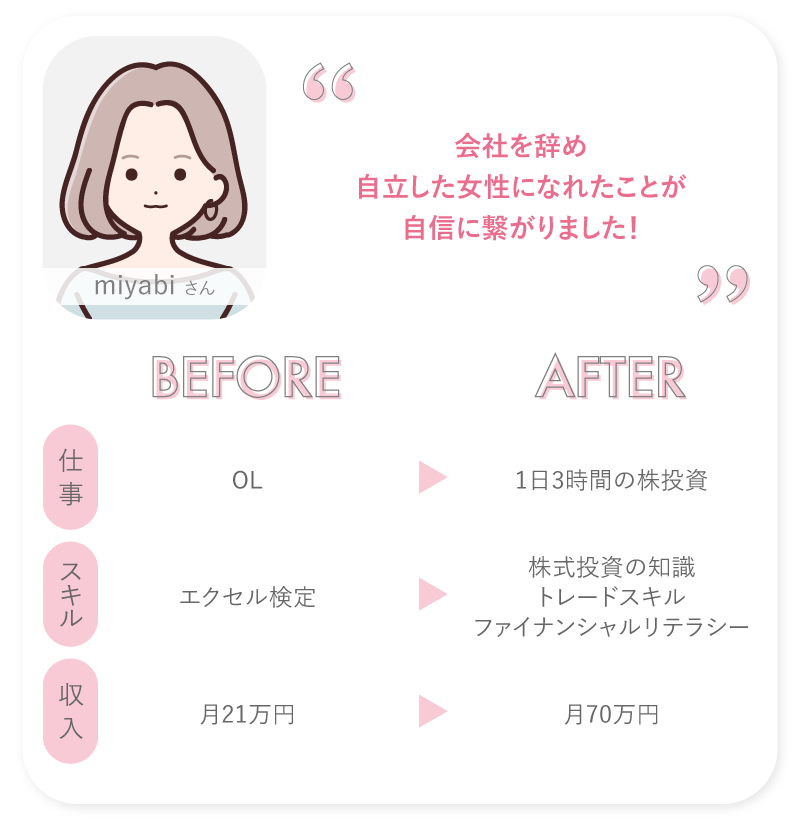 “
会社を辞め
自立した女性になれたことが
自信に繋がりました!
”
miyabi さん
BEFORE AFTER
仕事 OL 1日3時間の株投資
スキル エクセル検定 株式投資の知識
トレードスキル
ファイナンシャルリテラシー
収入 月21万円 月70万円